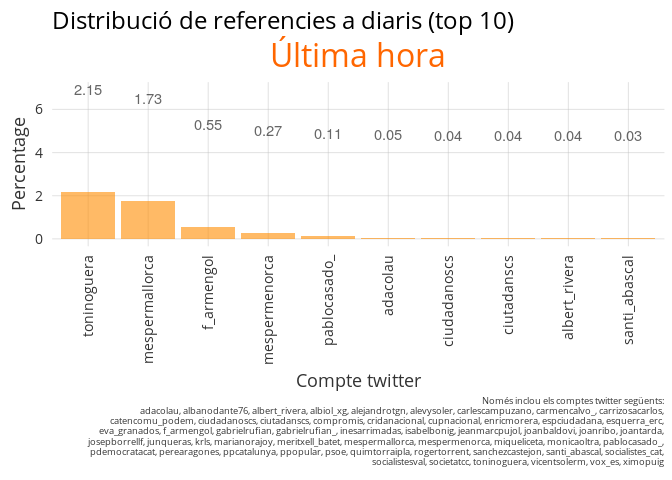 Distribució de referencies a diaris (top 10)
Última hora
2.15
1.73
0.55
0.27
0.11
0.05
0.04
0.04
0.04
0.03
Percentage
6
4
2
0
toninoguera
mespermallorca
f_armengol
mespermenorca
pablocasado_
adacolau
ciudadanoscs
ciutadanscs
albert_rivera
santi_abascal
Compte twitter
Només inclou els comptes twitter següents:
adacolau, albanodante76, albert_rivera, albiol_xg, alejandrotgn, alevysoler, carlescampuzano, carmencalvo_, carrizosacarlos,
catencomu_podem, ciudadanoscs, ciutadanscs, compromis, cridanacional, cupnacional, enricmorera, espciudadana, esquerra_erc,
eva_granados, f_armengol, gabrielrufian, gabrielrufian_, inesarrimadas, isabelbonig, jeanmarcpujol, joanbaldovi, joanribo, joantarda,
josepborrellf, junqueras, krls, marianorajoy, meritxell_batet, mespermallorca, mespermenorca, miqueliceta, monicaoltra, pablocasado_,
pdemocratacat, perearagones, ppcatalunya, ppopular, psoe, quimtorraipla, rogertorrent, sanchezcastejon, santi_abascal, socialistes_cat,
socialistesval, societatcc, toninoguera, vicentsolerm, vox_es, ximopuig